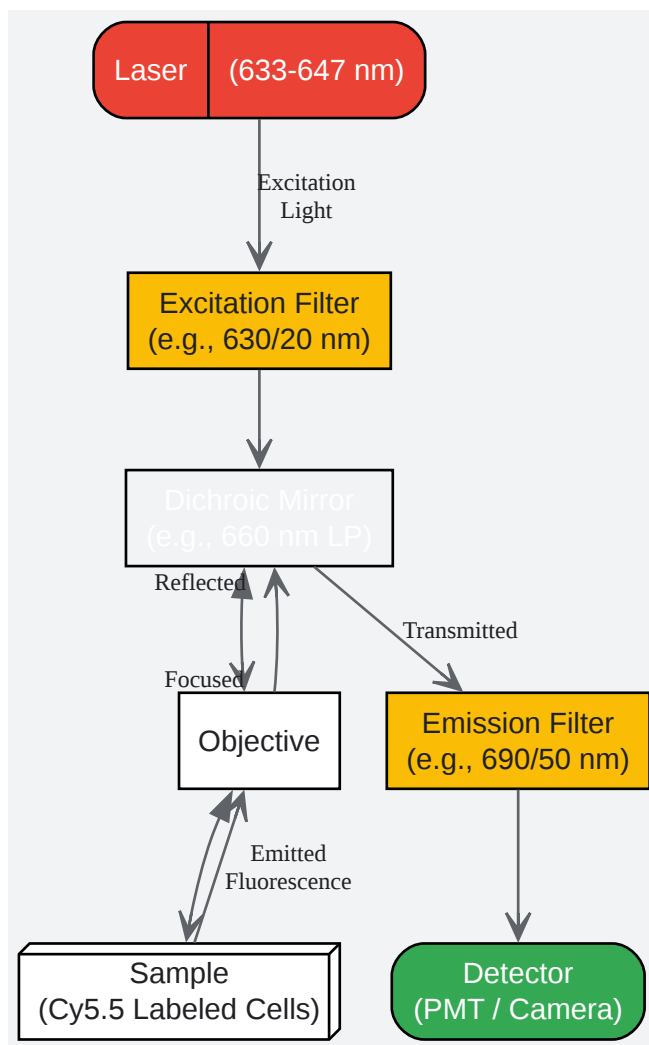 Laser
(633-647 nm)
Excitation
Light
Excitation Filter
(e.g., 630/20 nm)
Dichroic Mirror
(e.g., 660 nm LP)
Reflected
Transmitted
Focused
Objective
Emission Filter
(e.g., 690/50 nm)
Emitted
Fluorescence
Sample
(Cy5.5 Labeled Cells)
Detector
(PMT / Camera)